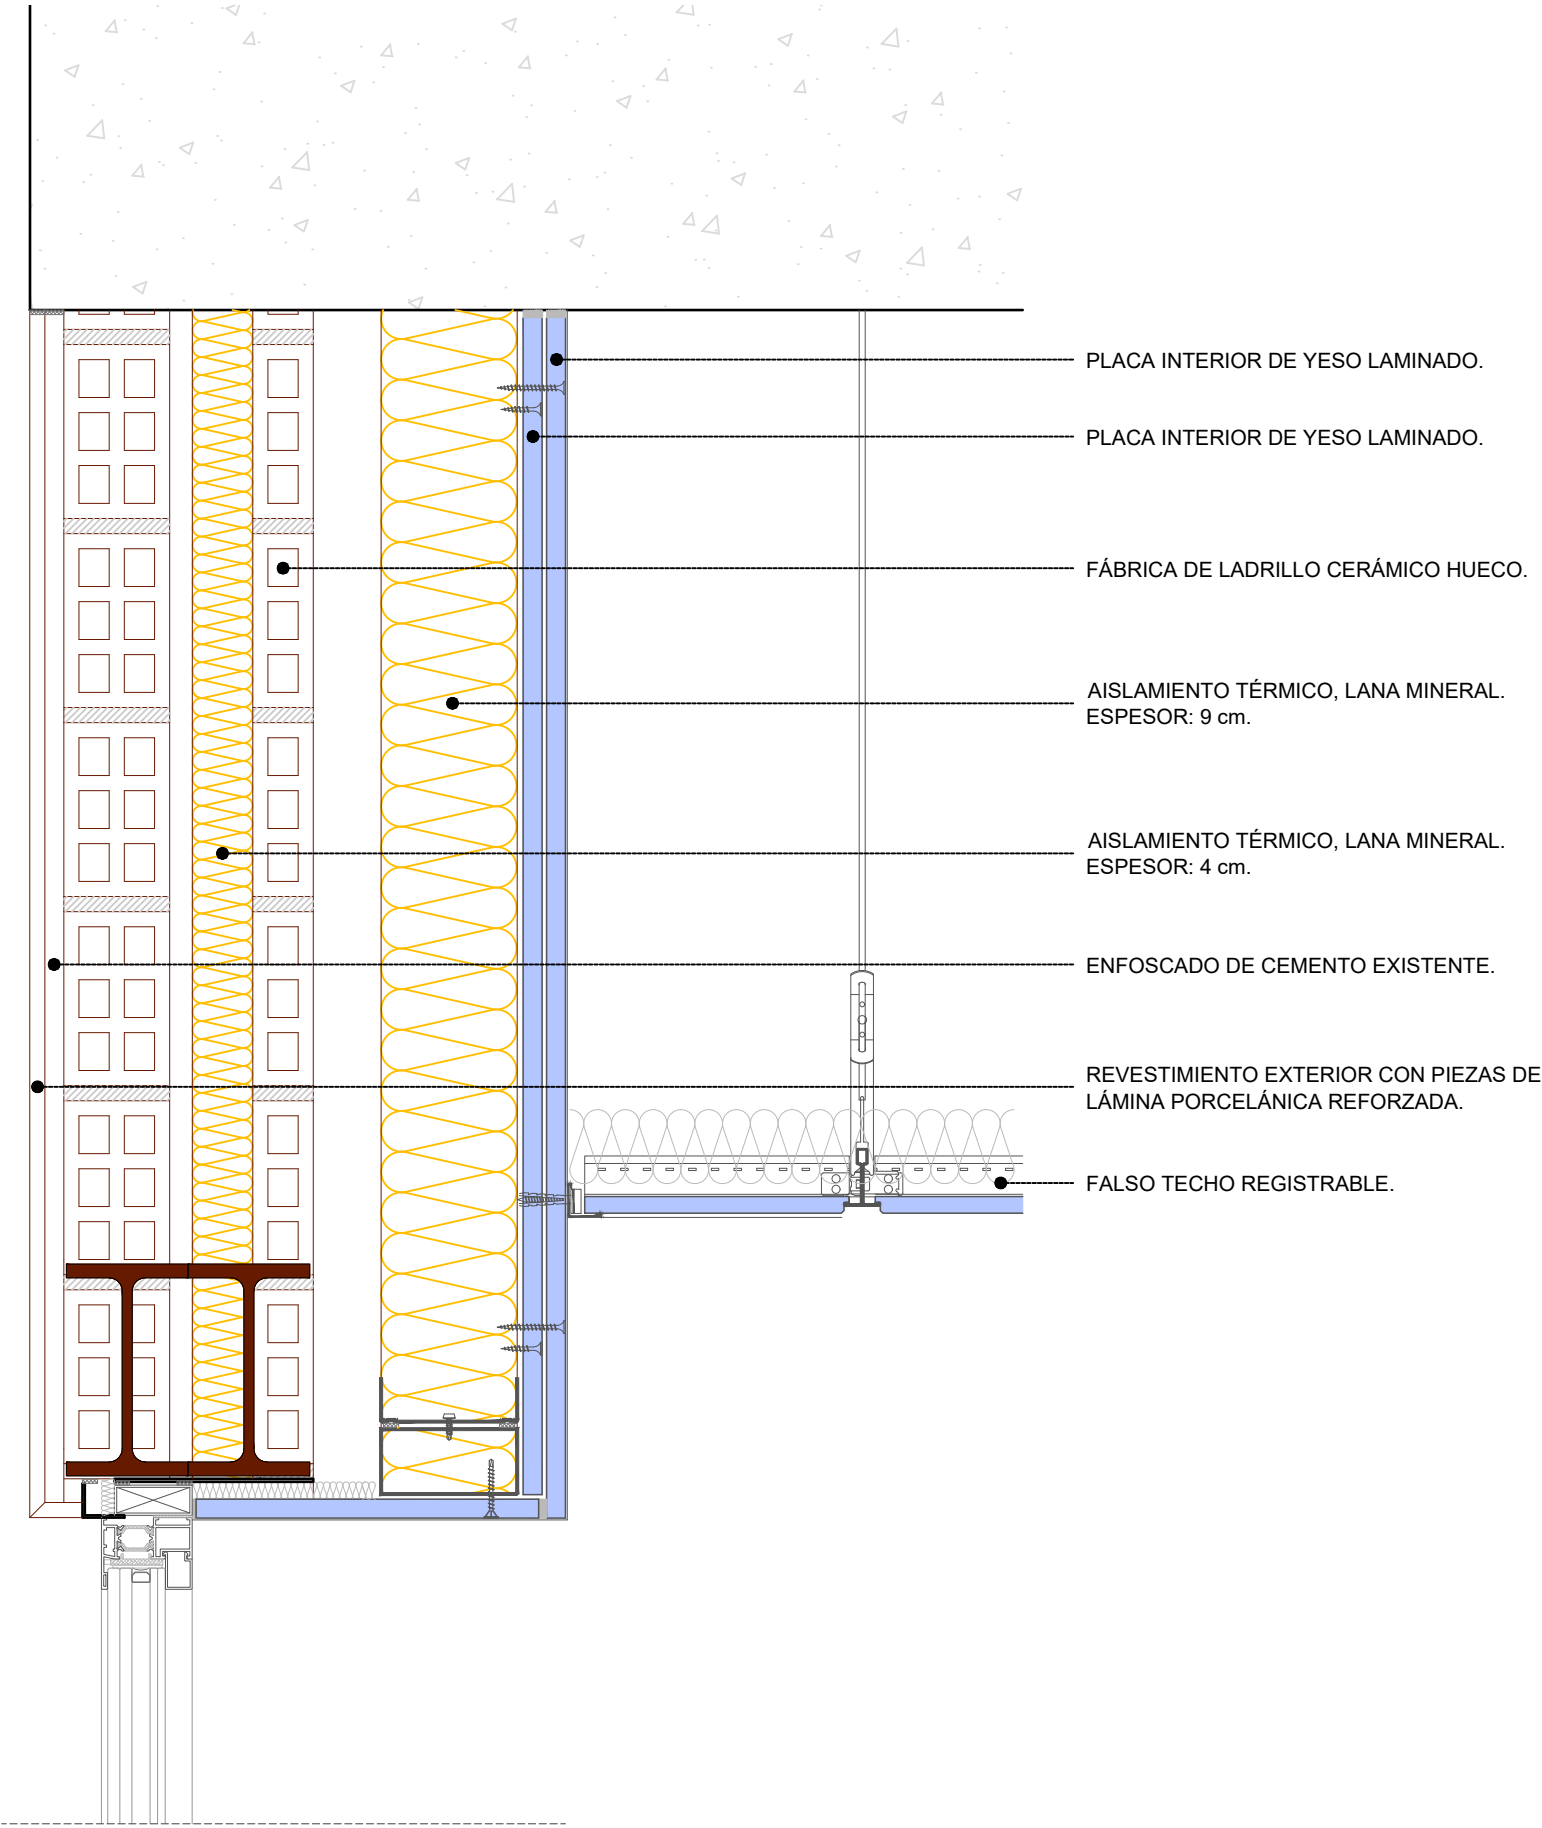 PLACA INTERIOR DE YESO LAMINADO.
PLACA INTERIOR DE YESO LAMINADO.
FÁBRICA DE LADRILLO CERÁMICO HUECO.
AISLAMIENTO TÉRMICO, LANA MINERAL.
ESPESOR: 9 cm.
AISLAMIENTO TÉRMICO, LANA MINERAL.
ESPESOR: 4 cm.
ENFOSCADO DE CEMENTO EXISTENTE.
REVESTIMIENTO EXTERIOR CON PIEZAS DE
LÁMINA PORCELÁNICA REFORZADA.
FALSO TECHO REGISTRABLE.